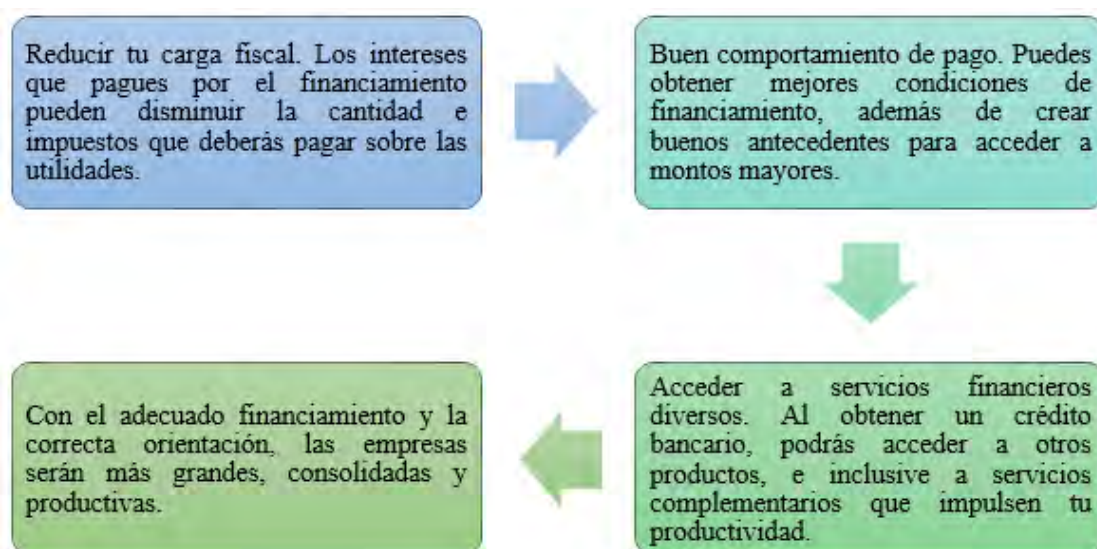 Reducir tu carga fiscal. Los intereses
que pagues por el financiamiento
pueden disminuir la cantidad e
impuestos que deberás pagar sobre las
utilidades.
Buen comportamiento de pago. Puedes
obtener mejores condiciones de
financiamiento, además de crear
buenos antecedentes para acceder a
montos mayores.
Acceder a servicios financieros
diversos. Al obtener un crédito
bancario, podrás acceder a otros
productos, e inclusive a servicios
complementarios que impulsen tu
productividad.
Con el adecuado financiamiento y la
correcta orientación, las empresas
serán más grandes, consolidadas y
productivas.